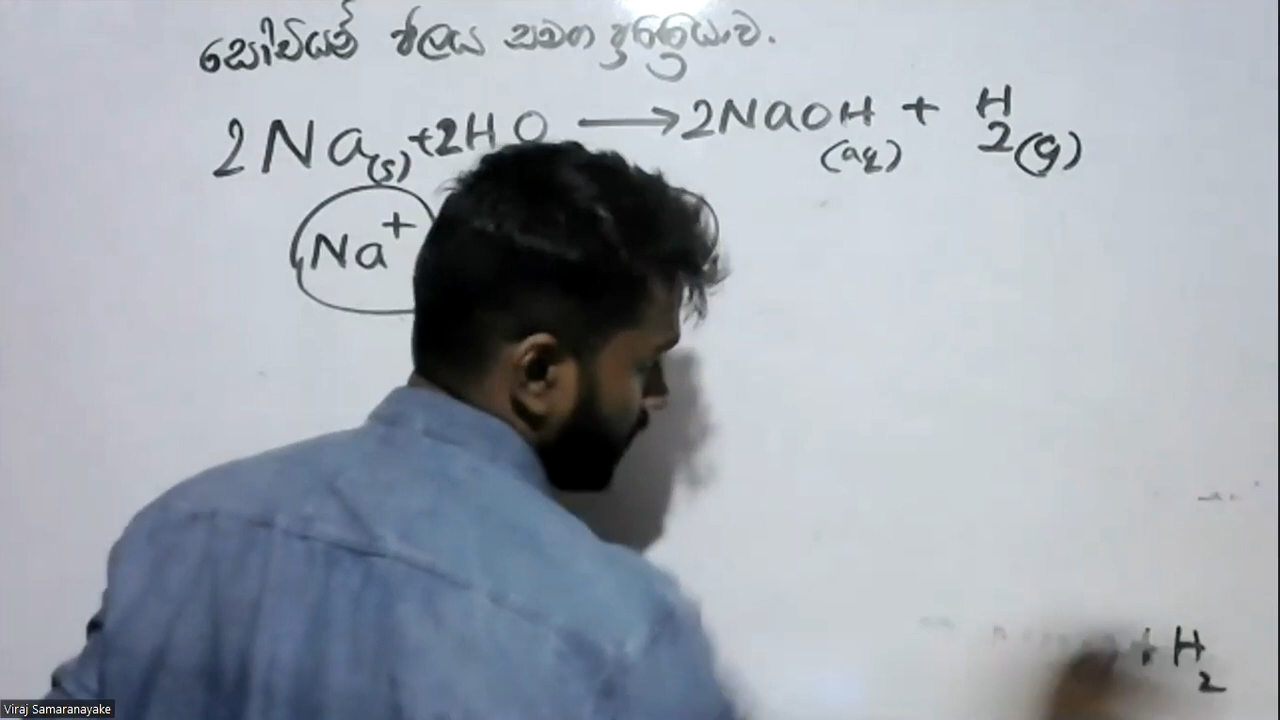 සෝඩියම් ජලය සමග ප්‍රතික්‍රියාව.
2Na(s) + 2H O → 2NaOH(aq) + H2(g)
Na+
+ H2
Viraj Samaranayake